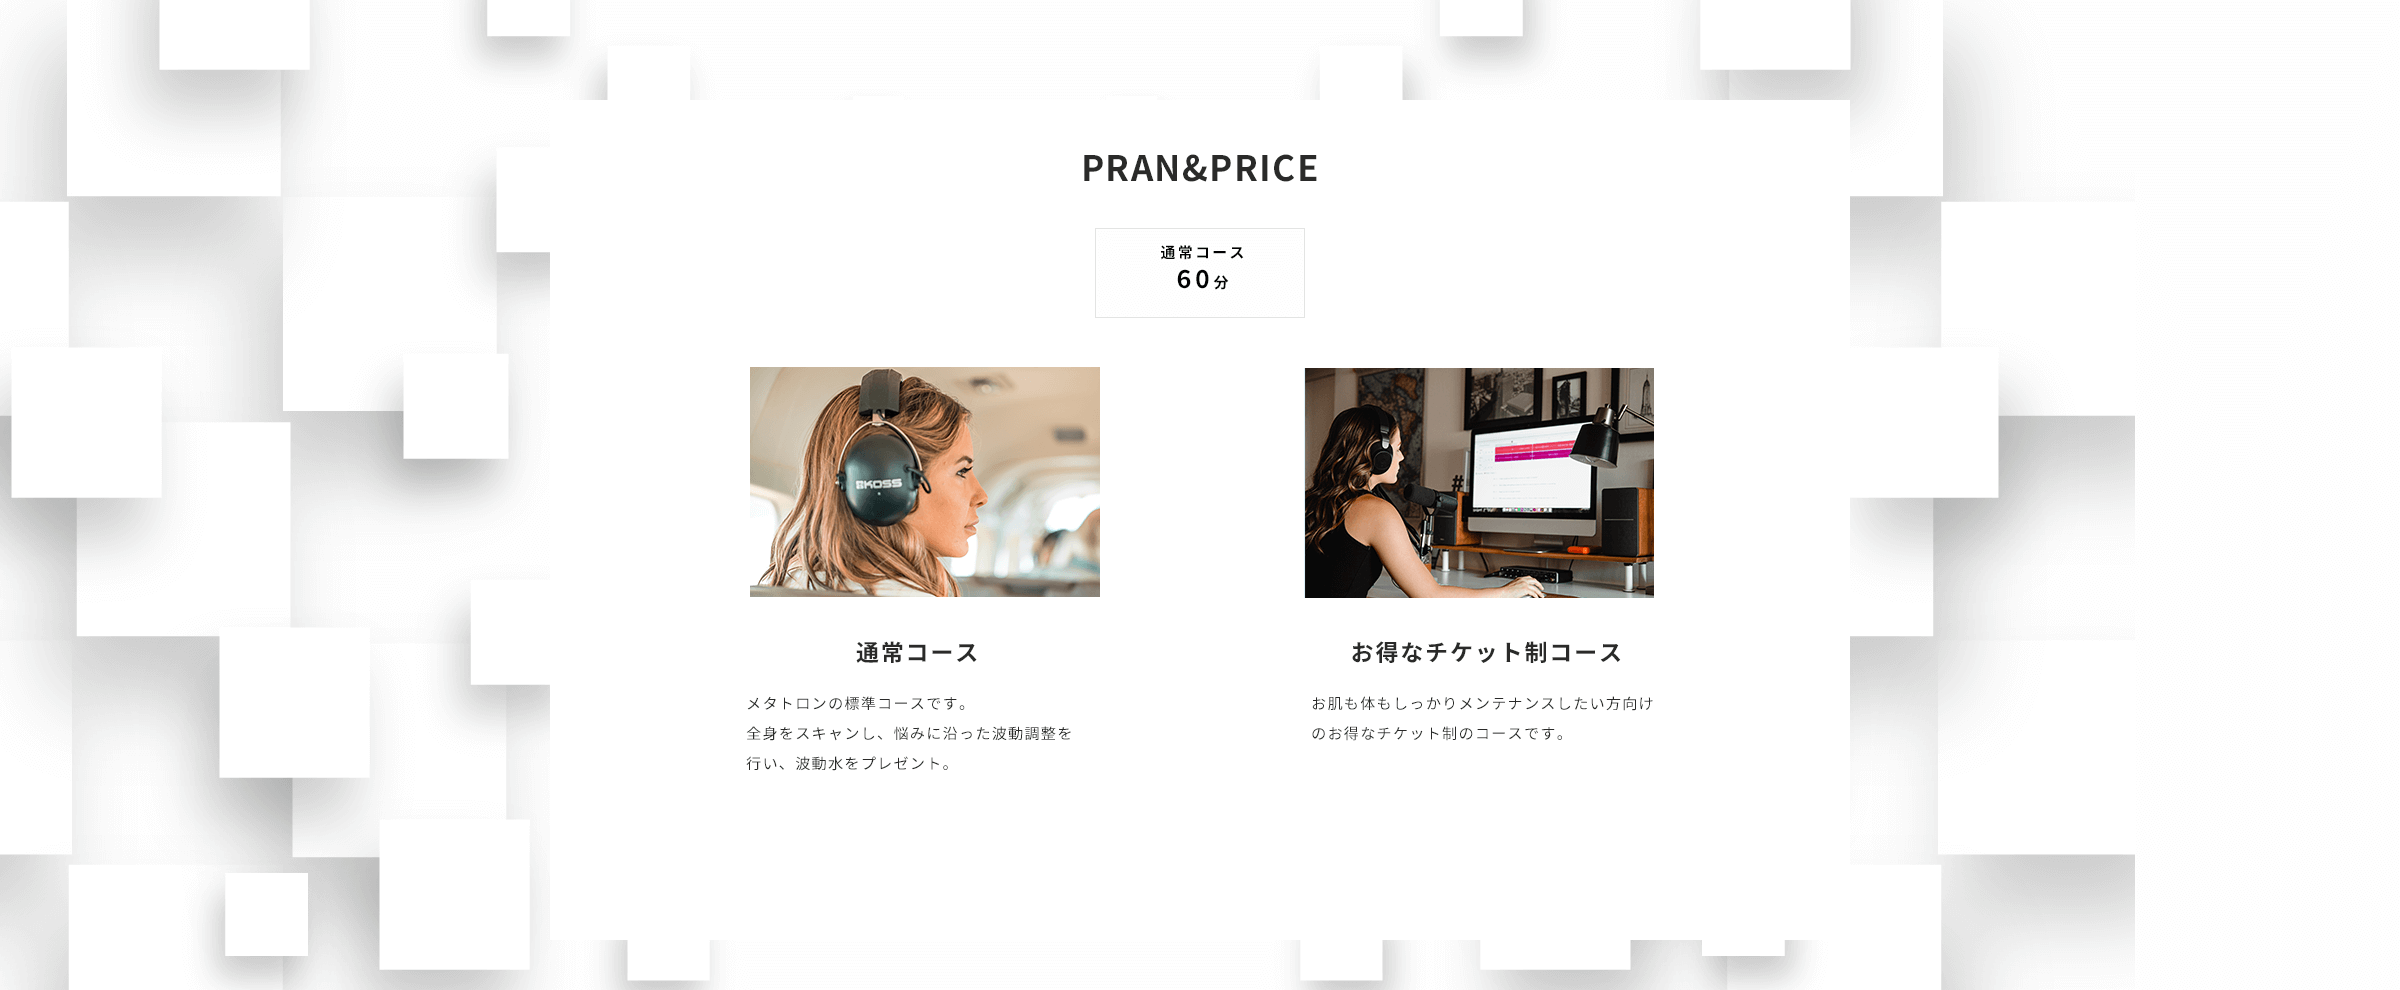 PRAN&PRICE
通常コース
60分
KOSS
通常コース
お得なチケット制コース
メタトロンの標準コースです。
全身をスキャンし、悩みに沿った波動調整を
行い、波動水をプレゼント。
お肌も体もしっかりメンテナンスしたい方向け
のお得なチケット制のコースです。